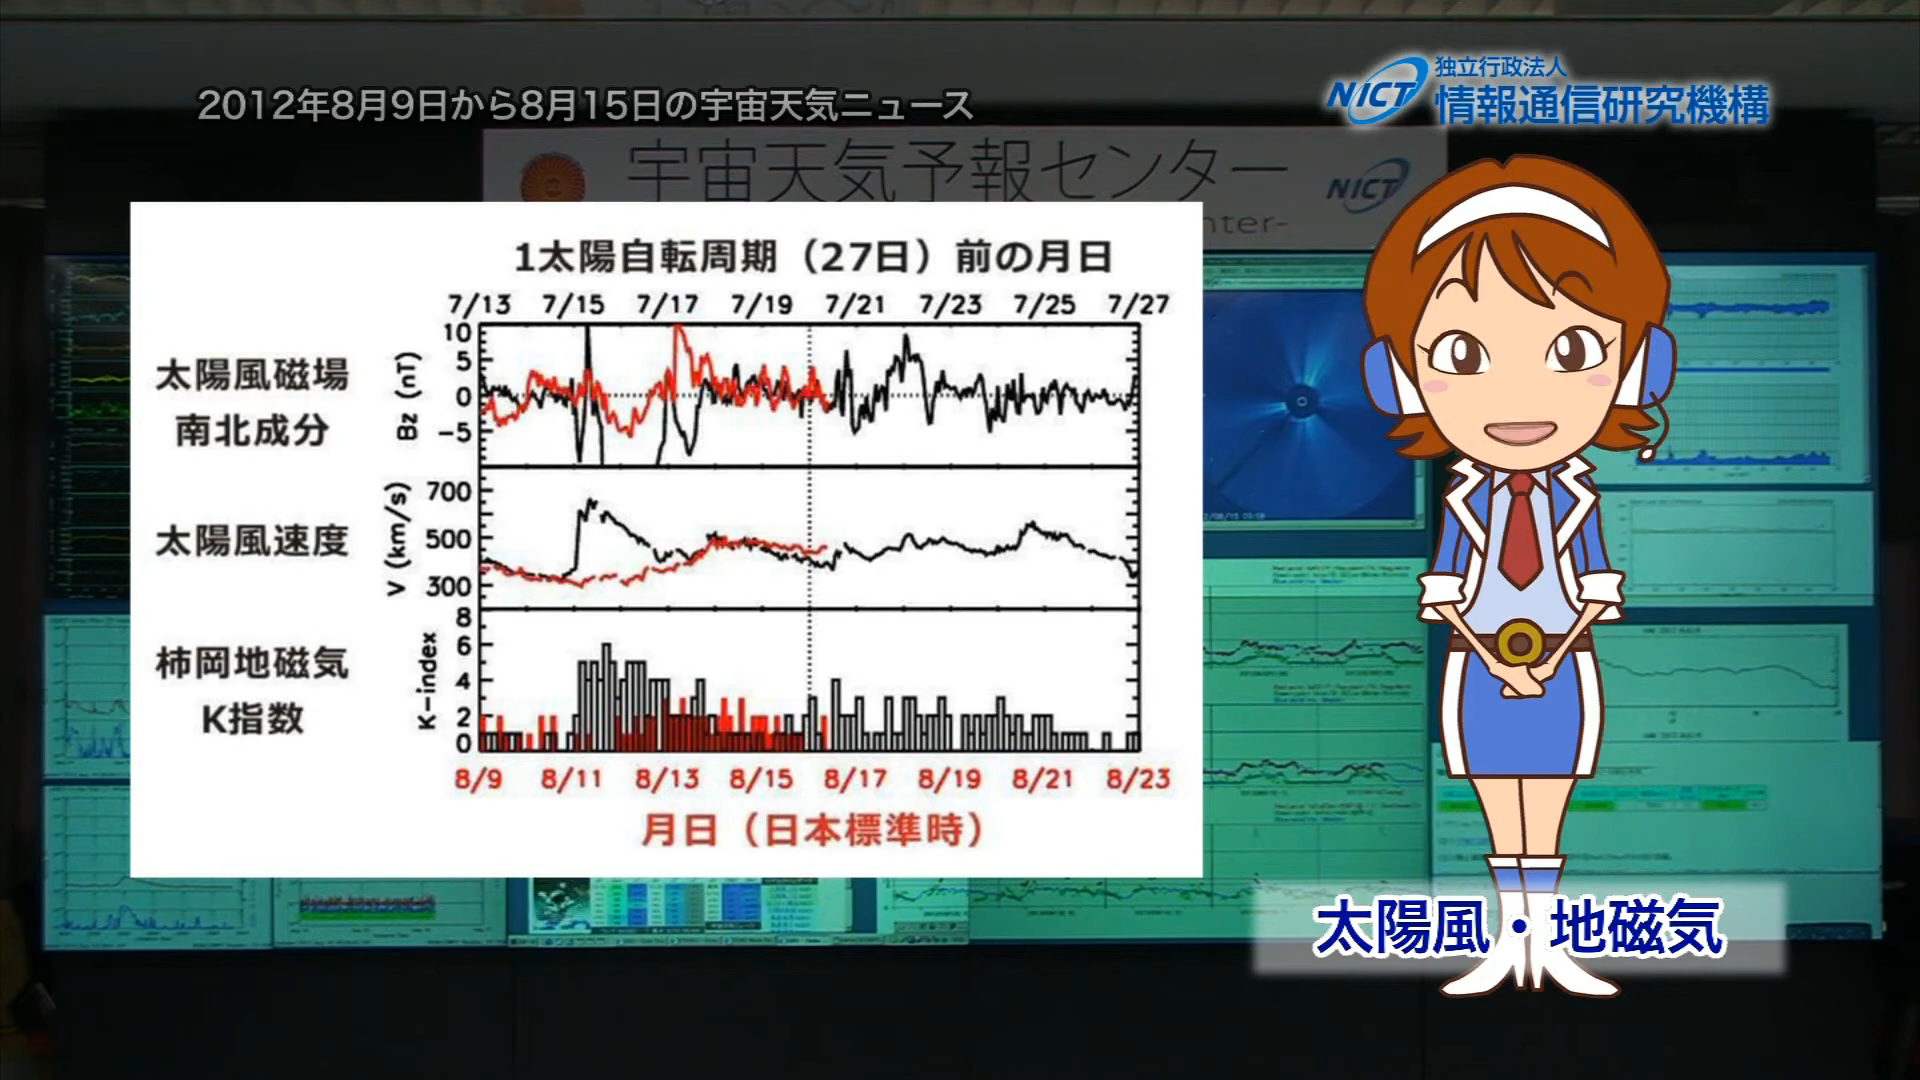 2012年8月9日から8月15日の宇宙天気ニュース
NICT
独立行政法人
情報通信研究機構
宇宙天気予報センター
NICT
nter-
1太陽自転周期（27日）前の月日
7/13 7/15 7/17 7/19 7/21 7/23 7/25 7/27
太陽風磁場
南北成分
Bz (nT)
10
5
0
-5
太陽風速度
V (km/s)
700
500
300
柿岡地磁気
K指数
K-index
8
6
4
2
0
8/9 8/11 8/13 8/15 8/17 8/19 8/21 8/23
月日（日本標準時）
太陽風・地磁気